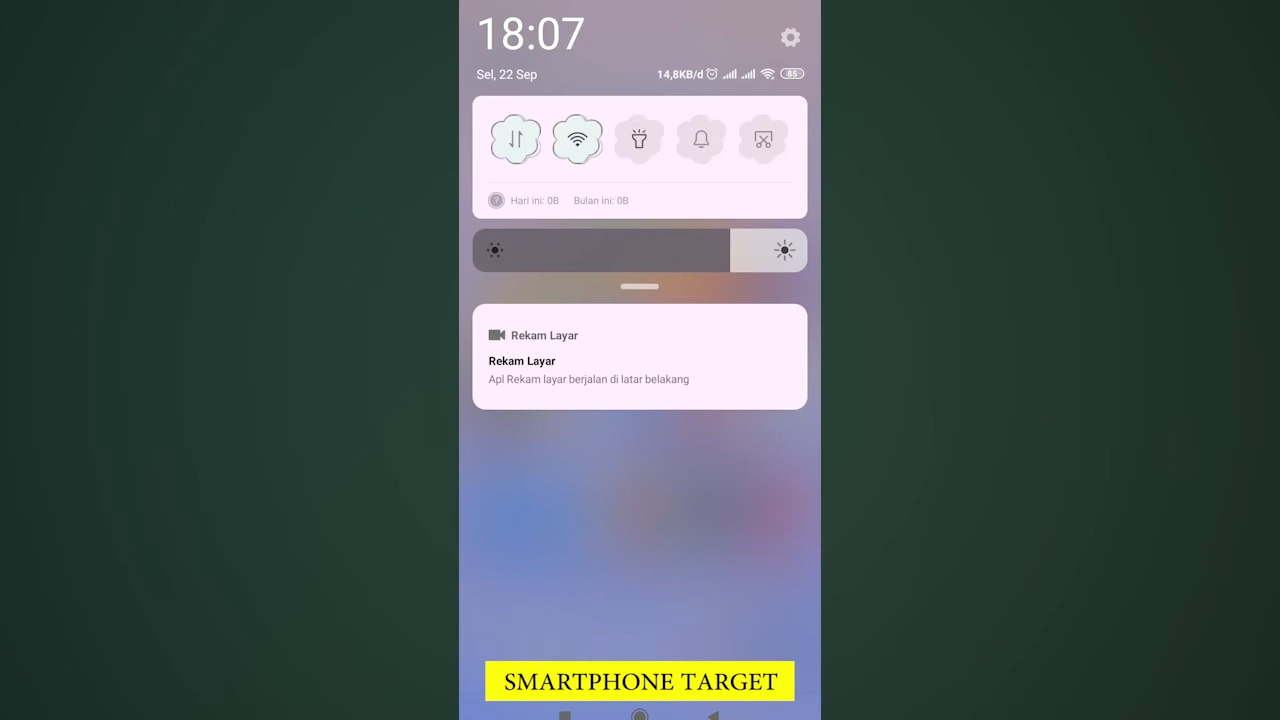 18:07
Sel, 22 Sep
14,8KB/d
85
Hari ini: 0B Bulan ini: 0B
Rekam Layar
Rekam Layar
Apl Rekam layar berjalan di latar belakang
SMARTPHONE TARGET